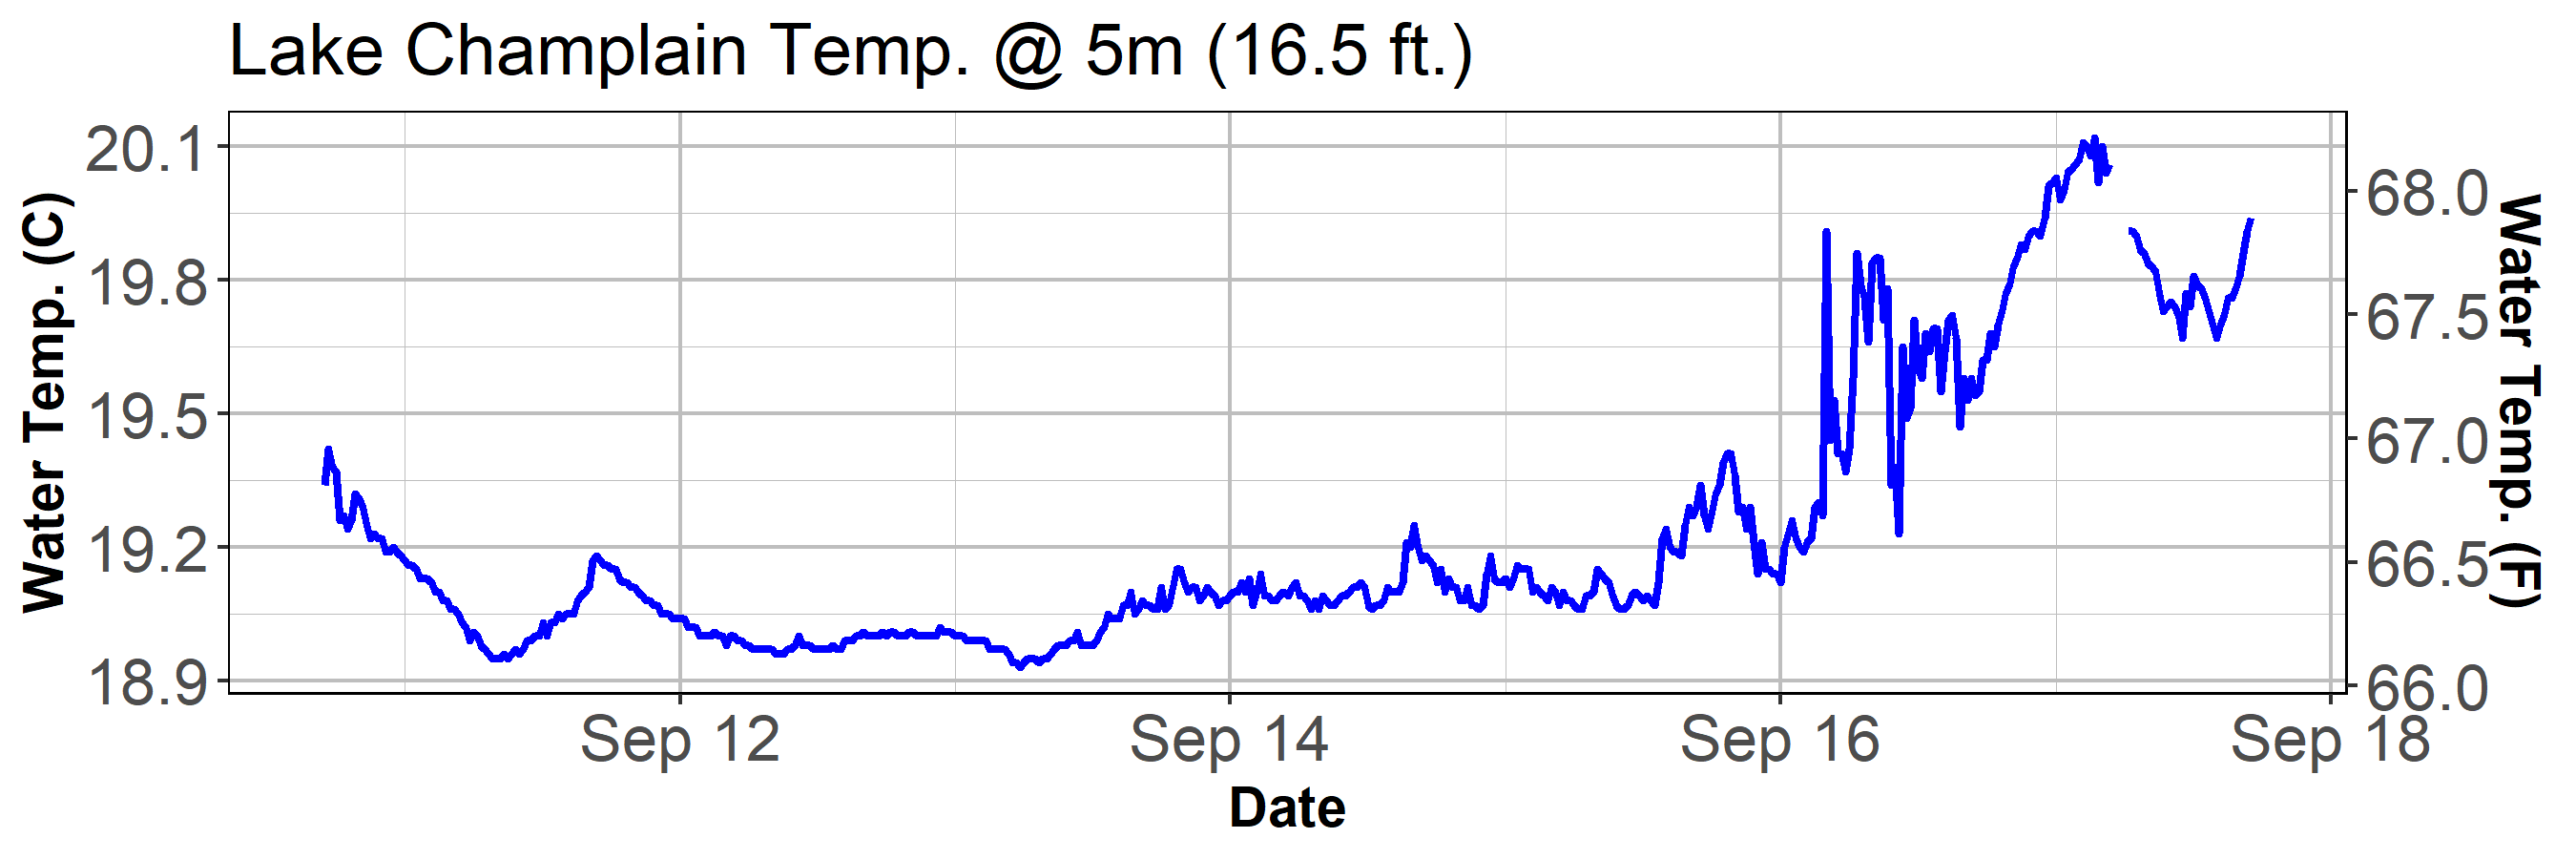 Lake Champlain Temp. @ 5m (16.5 ft.)
Water Temp. (C)
20.1
19.8
19.5
19.2
18.9
68.0
67.5
67.0
66.5
66.0
Water Temp. (F)
Sep 12
Sep 14
Sep 16
Sep 18
Date